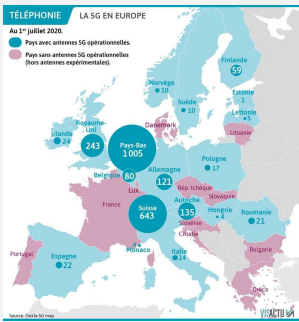 TÉLÉPHONIE
LA 5G EN EUROPE
Au 1er juillet 2020.
Pays avec antennes 5G opérationnelles.
Pays sans antennes 5G opérationnelles
(hors antennes expérimentales).
Finlande
59
Norvège
10
Suède
10
Estonie
1
Lettonie
5
Lituanie
Danemark
Royaume-
Uni
243
Irlande
24
Pays-Bas
1 005
Belgique
80
Allemagne
121
Pologne
17
Lux.
Rép. tchèque
Slovaquie
France
Suisse
643
Autriche
135
Hongrie
4
Slovénie
Croatie
Roumanie
21
Monaco
Italie
14
Bulgarie
Portugal
Espagne
22
Grèce
Source: Ookla 5G map.
VISACTU